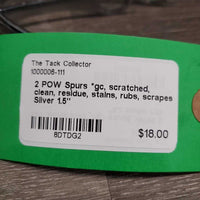 The Tack Collector
1000006-111
2 POW Spurs *gc, scratched,
clean, residue, stains, rubs, scrapes
Silver 1.5"
8DTDG2
$18.00